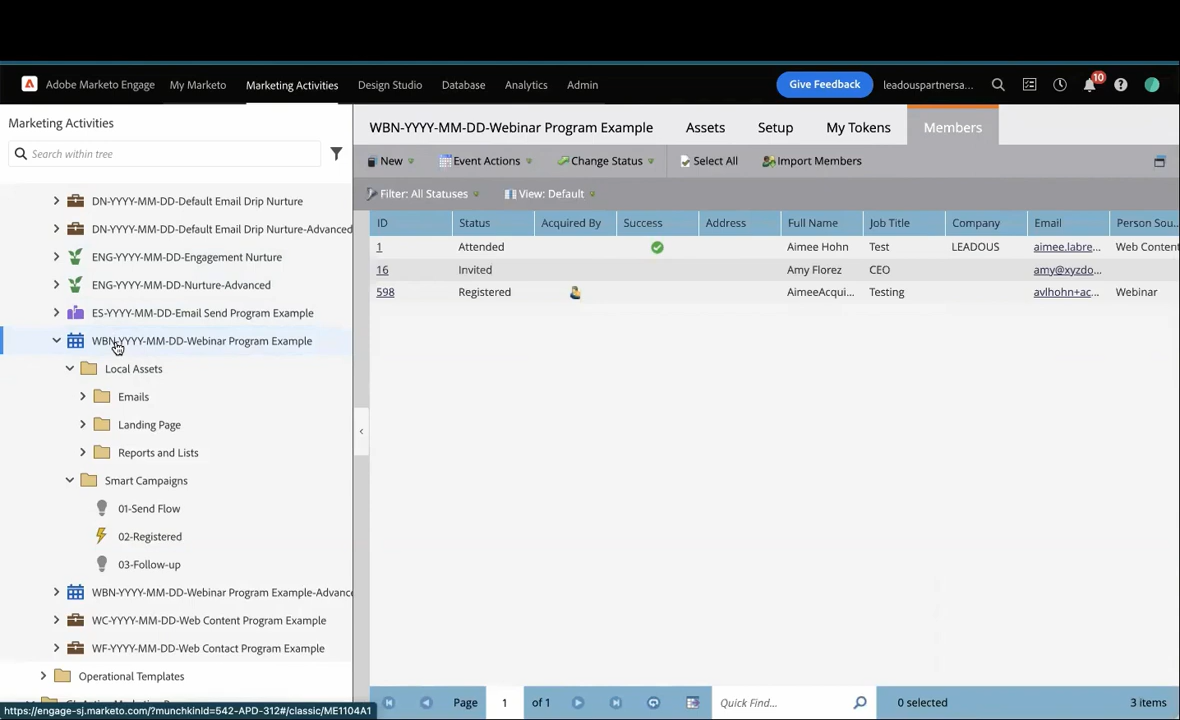 Adobe Marketo Engage My Marketo Marketing Activities Design Studio Database Analytics Admin Give Feedback leadouspartnersa... 10
Marketing Activities
Search within tree
DN-YYYY-MM-DD-Default Email Drip Nurture
DN-YYYY-MM-DD-Default Email Drip Nurture-Advanced
ENG-YYYY-MM-DD-Engagement Nurture
ENG-YYYY-MM-DD-Nurture-Advanced
ES-YYYY-MM-DD-Email Send Program Example
WBN-YYYY-MM-DD-Webinar Program Example
Local Assets
Emails
Landing Page
Reports and Lists
Smart Campaigns
01-Send Flow
02-Registered
03-Follow-up
WBN-YYYY-MM-DD-Webinar Program Example-Advance
WC-YYYY-MM-DD-Web Content Program Example
WF-YYYY-MM-DD-Web Contact Program Example
Operational Templates
https://engage-sj.marketo.com/?munchkinId=542-APD-312#/classic/ME1104A1
WBN-YYYY-MM-DD-Webinar Program Example Assets Setup My Tokens Members
New Event Actions Change Status Select All Import Members
Filter: All Statuses View: Default
ID Status Acquired By Success Address Full Name Job Title Company Email Person Sou...
1 Attended Aimee Hohn Test LEADOUS aimee.labre... Web Content
16 Invited Amy Florez CEO amy@xyzdo...
598 Registered AimeeAcqui... Testing avlhohn+ac... Webinar
Page 1 of 1 Quick Find... 0 selected 3 items